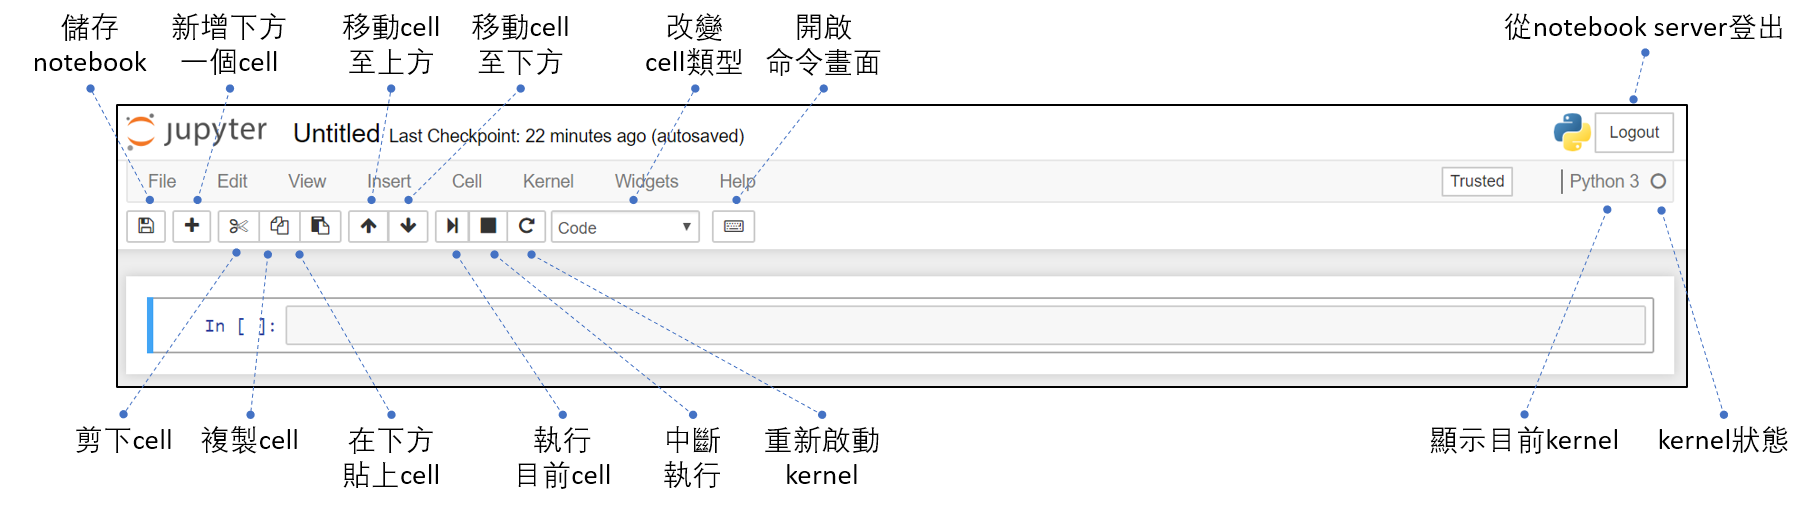 儲存
notebook
新增下方
一個cell
移動cell
至上方
移動cell
至下方
改變
cell類型
開啟
命令畫面
從notebook server登出
jupyter Untitled Last Checkpoint: 22 minutes ago (autosaved)
Logout
File Edit View Insert Cell Kernel Widgets Help
Trusted
Python 3
Code
In [ ]:
剪下cell
複製cell
在下方
貼上cell
執行
目前cell
中斷
執行
重新啟動
kernel
顯示目前kernel
kernel狀態